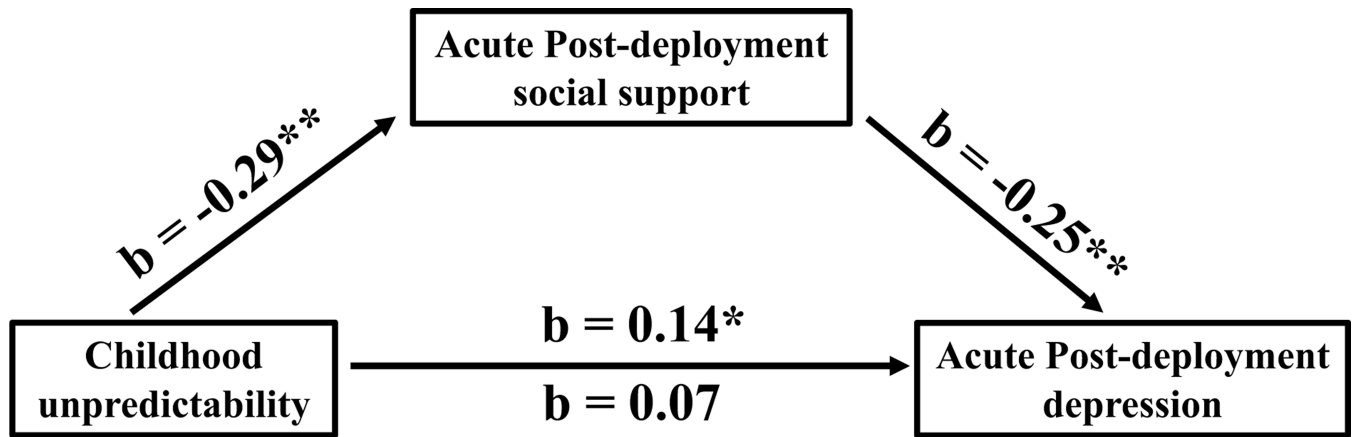 Acute Post-deployment
social support
b = -0.29**
b = -0.25**
b = 0.14*
Childhood
unpredictability
b = 0.07
Acute Post-deployment
depression